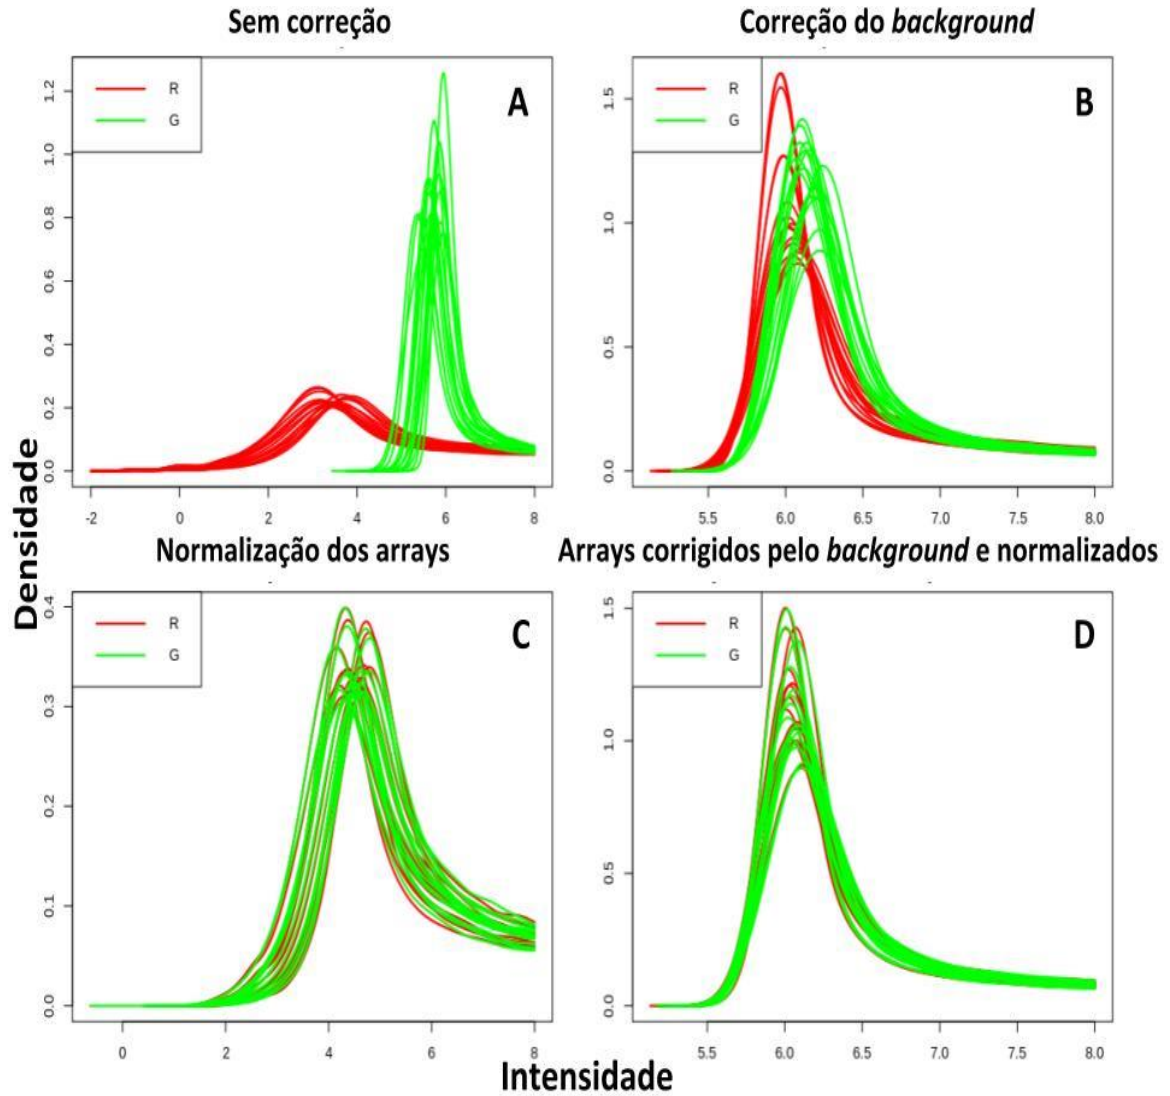 Sem correção
Correção do background
R
G
A
R
G
B
1.2
1.0
0.8
0.6
0.4
0.2
0.0
1.5
1.0
0.5
0.0
-2 0 2 4 6 8
5.5 6.0 6.5 7.0 7.5 8.0
Densidade
Normalização dos arrays
Arrays corrigidos pelo background e normalizados
R
G
C
R
G
D
0.4
0.3
0.2
0.1
0.0
1.5
1.0
0.5
0.0
0 2 4 6 8
5.5 6.0 6.5 7.0 7.5 8.0
Intensidade